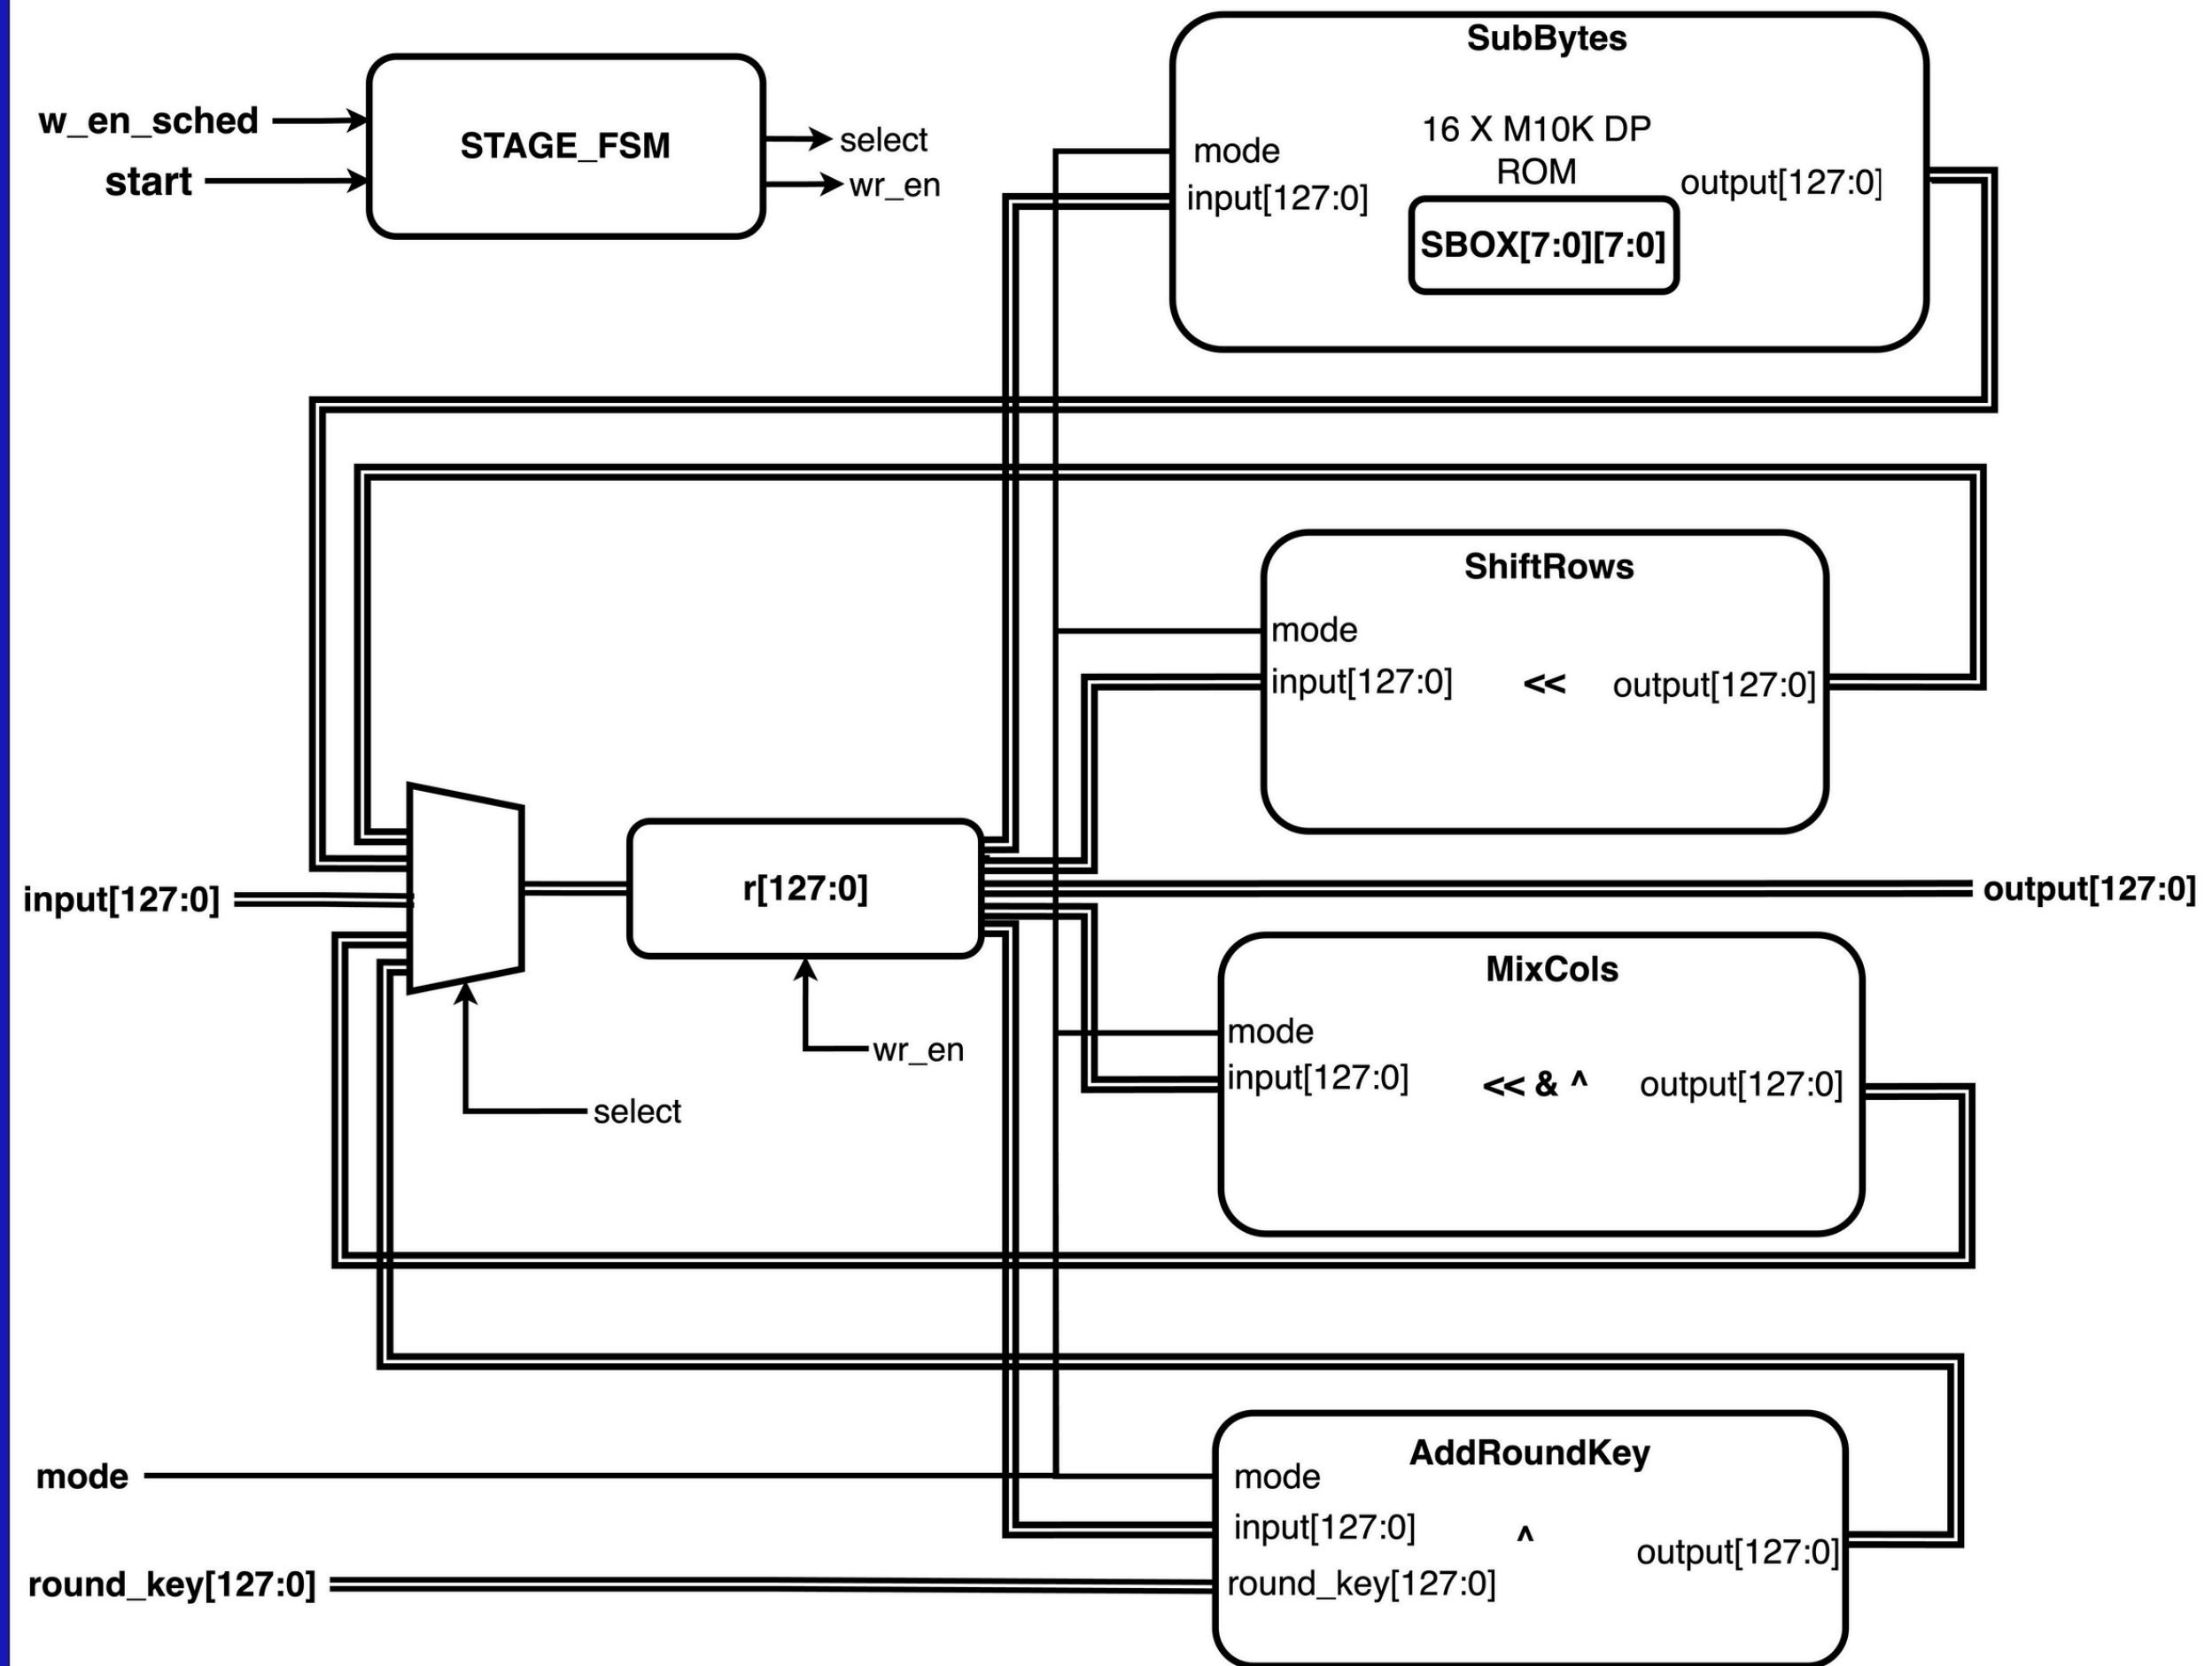 w_en_sched
start
STAGE_FSM
select
wr_en
SubBytes
mode
input[127:0]
16 X M10K DP
ROM
SBOX[7:0][7:0]
output[127:0]
ShiftRows
mode
input[127:0]
<<
output[127:0]
input[127:0]
r[127:0]
output[127:0]
wr_en
select
MixCols
mode
input[127:0]
<< & ^
output[127:0]
mode
round_key[127:0]
AddRoundKey
mode
input[127:0]
^
output[127:0]
round_key[127:0]